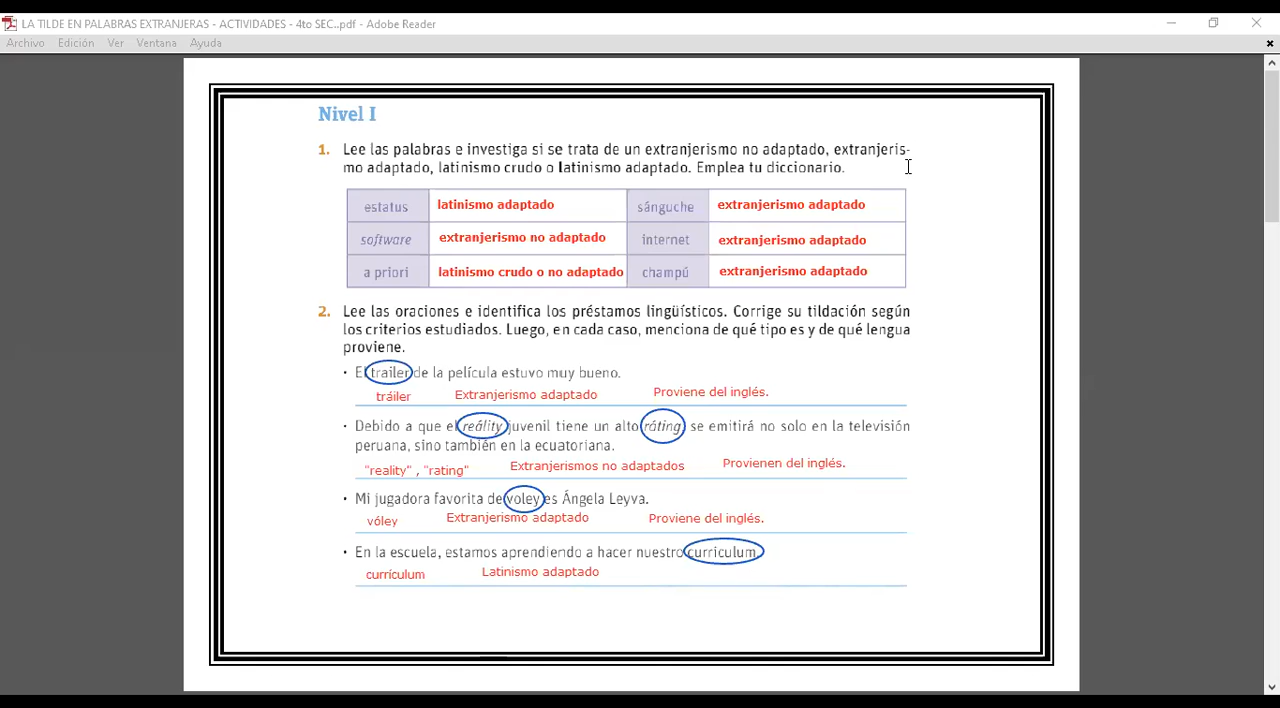 LA TILDE EN PALABRAS EXTRANJERAS - ACTIVIDADES - 4to SEC..pdf - Adobe Reader
Archivo Edición Ver Ventana Ayuda
Nivel I
1. Lee las palabras e investiga si se trata de un extranjerismo no adaptado, extranjeris-
mo adaptado, latinismo crudo o latinismo adaptado. Emplea tu diccionario.
estatus latinismo adaptado sánguche extranjerismo adaptado
software extranjerismo no adaptado internet extranjerismo adaptado
a priori latinismo crudo o no adaptado champú extranjerismo adaptado
2. Lee las oraciones e identifica los préstamos lingüísticos. Corrige su tildación según
los criterios estudiados. Luego, en cada caso, menciona de qué tipo es y de qué lengua
proviene.
• El trailer de la película estuvo muy bueno.
tráiler Extranjerismo adaptado Proviene del inglés.
• Debido a que el reálity juvenil tiene un alto ráting, se emitirá no solo en la televisión
peruana, sino también en la ecuatoriana.
"reality" , "rating" Extranjerismos no adaptados Provienen del inglés.
• Mi jugadora favorita de voley es Ángela Leyva.
vóley Extranjerismo adaptado Proviene del inglés.
• En la escuela, estamos aprendiendo a hacer nuestro curriculum.
currículum Latinismo adaptado